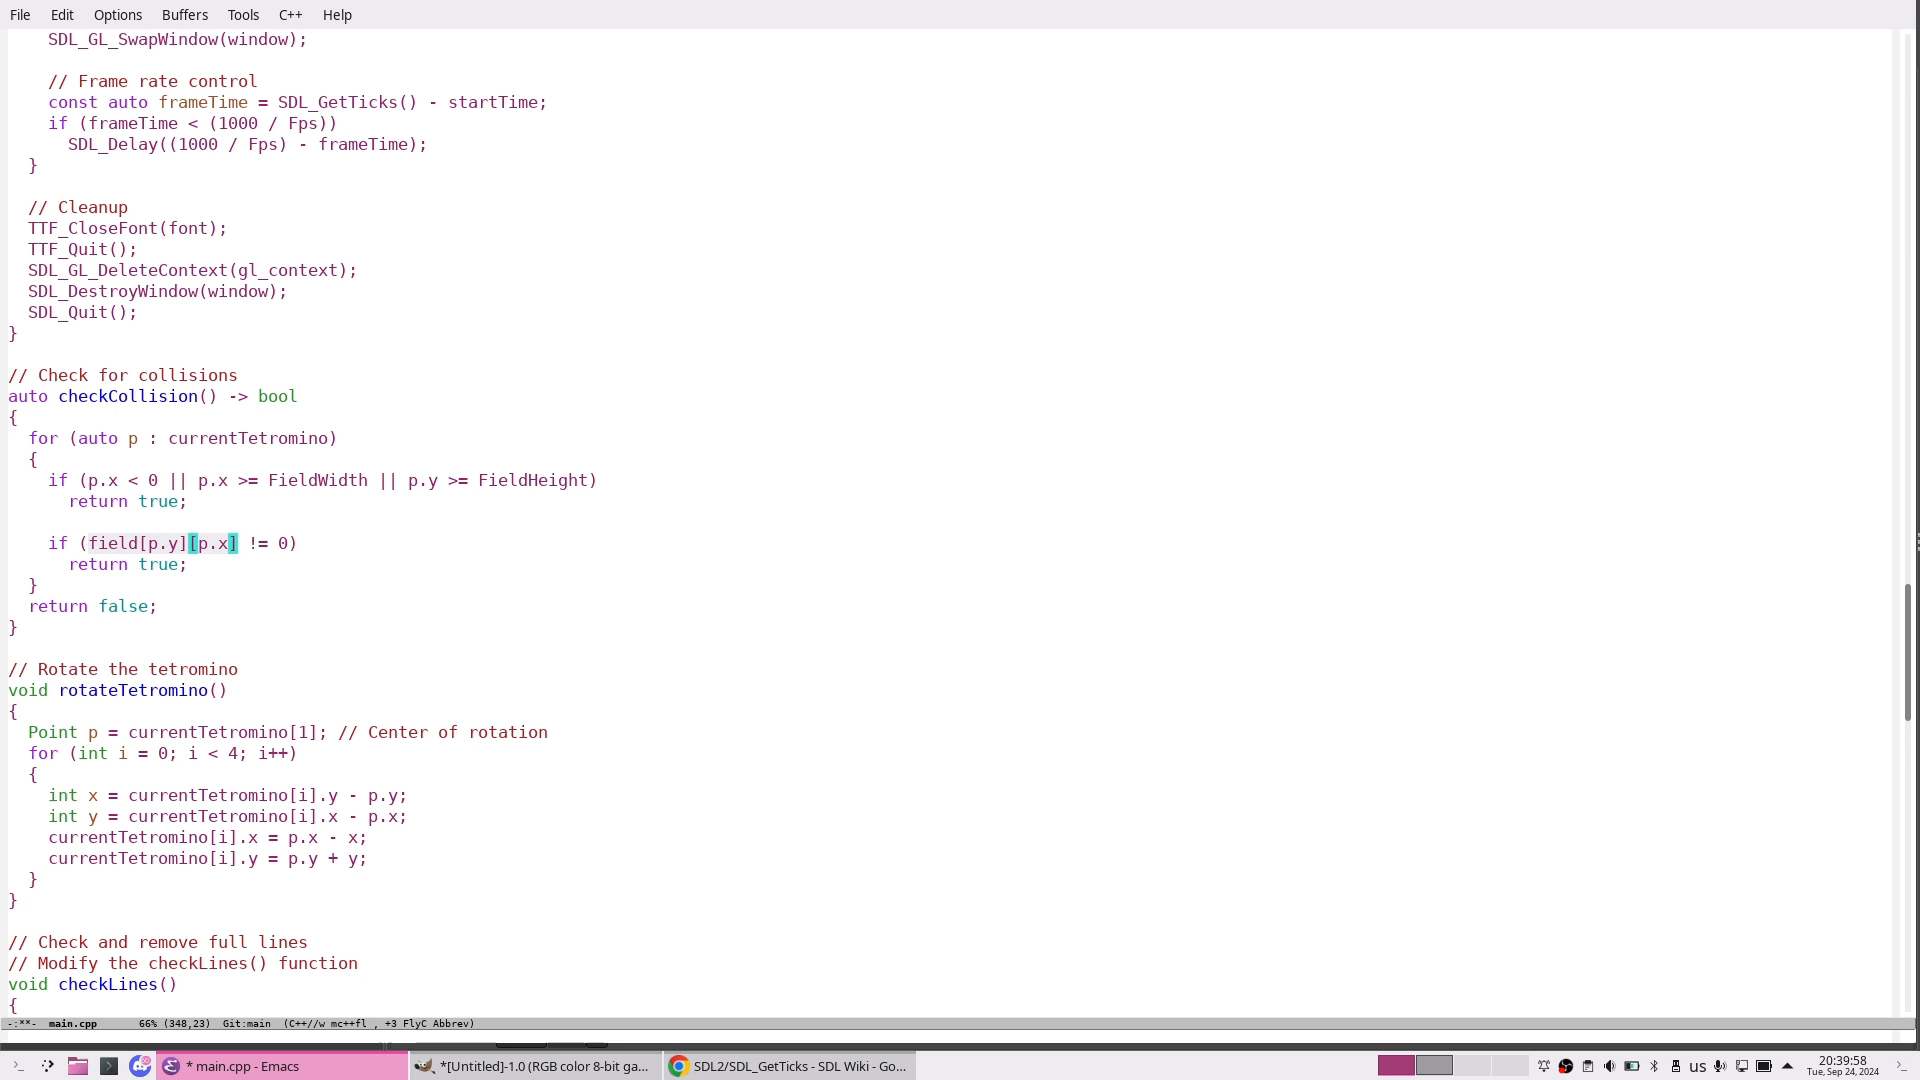 File Edit Options Buffers Tools C++ Help
SDL_GL_SwapWindow(window);
// Frame rate control
const auto frameTime = SDL_GetTicks() - startTime;
if (frameTime < (1000 / Fps))
SDL_Delay((1000 / Fps) - frameTime);
}
// Cleanup
TTF_CloseFont(font);
TTF_Quit();
SDL_GL_DeleteContext(gl_context);
SDL_DestroyWindow(window);
SDL_Quit();
}
// Check for collisions
auto checkCollision() -> bool
{
for (auto p : currentTetromino)
{
if (p.x < 0 || p.x >= FieldWidth || p.y >= FieldHeight)
return true;
if (field[p.y][p.x] != 0)
return true;
}
return false;
}
// Rotate the tetromino
void rotateTetromino()
{
Point p = currentTetromino[1]; // Center of rotation
for (int i = 0; i < 4; i++)
{
int x = currentTetromino[i].y - p.y;
int y = currentTetromino[i].x - p.x;
currentTetromino[i].x = p.x - x;
currentTetromino[i].y = p.y + y;
}
}
// Check and remove full lines
// Modify the checkLines() function
void checkLines()
{
-:**- main.cpp 66% (348,23) Git:main (C++//w mc++fl , +3 FlyC Abbrev)
* main.cpp - Emacs *[Untitled]-1.0 (RGB color 8-bit ga... SDL2/SDL_GetTicks - SDL Wiki - Go... us 20:39:58
Tue, Sep 24, 2024